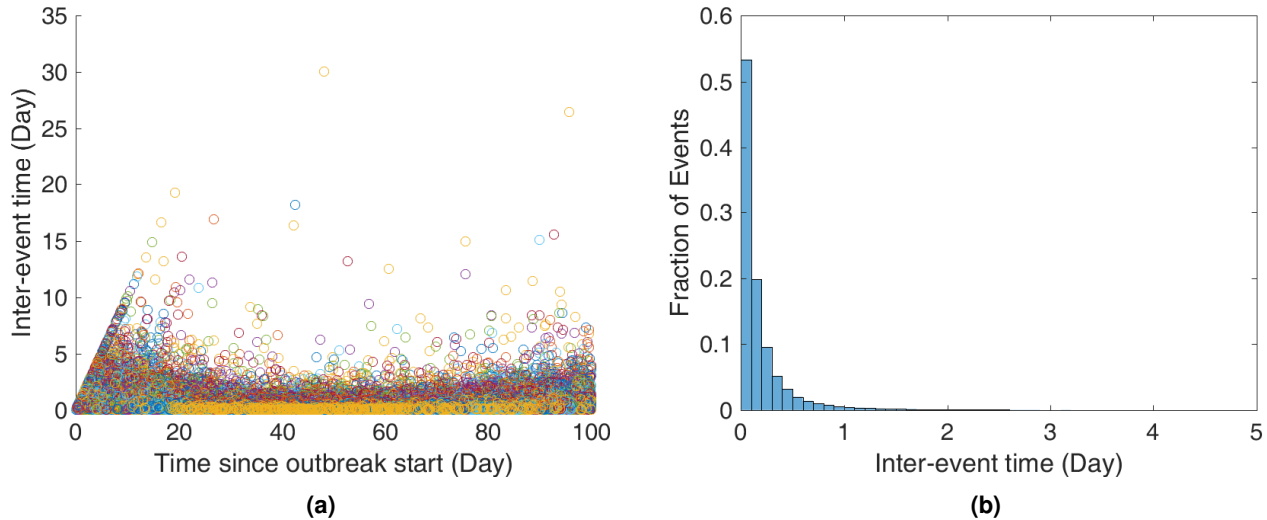 35
30
25
20
15
10
5
0
Inter-event time (Day)
0 20 40 60 80 100
Time since outbreak start (Day)
(a)
0.6
0.5
0.4
0.3
0.2
0.1
0
Fraction of Events
0 1 2 3 4 5
Inter-event time (Day)
(b)